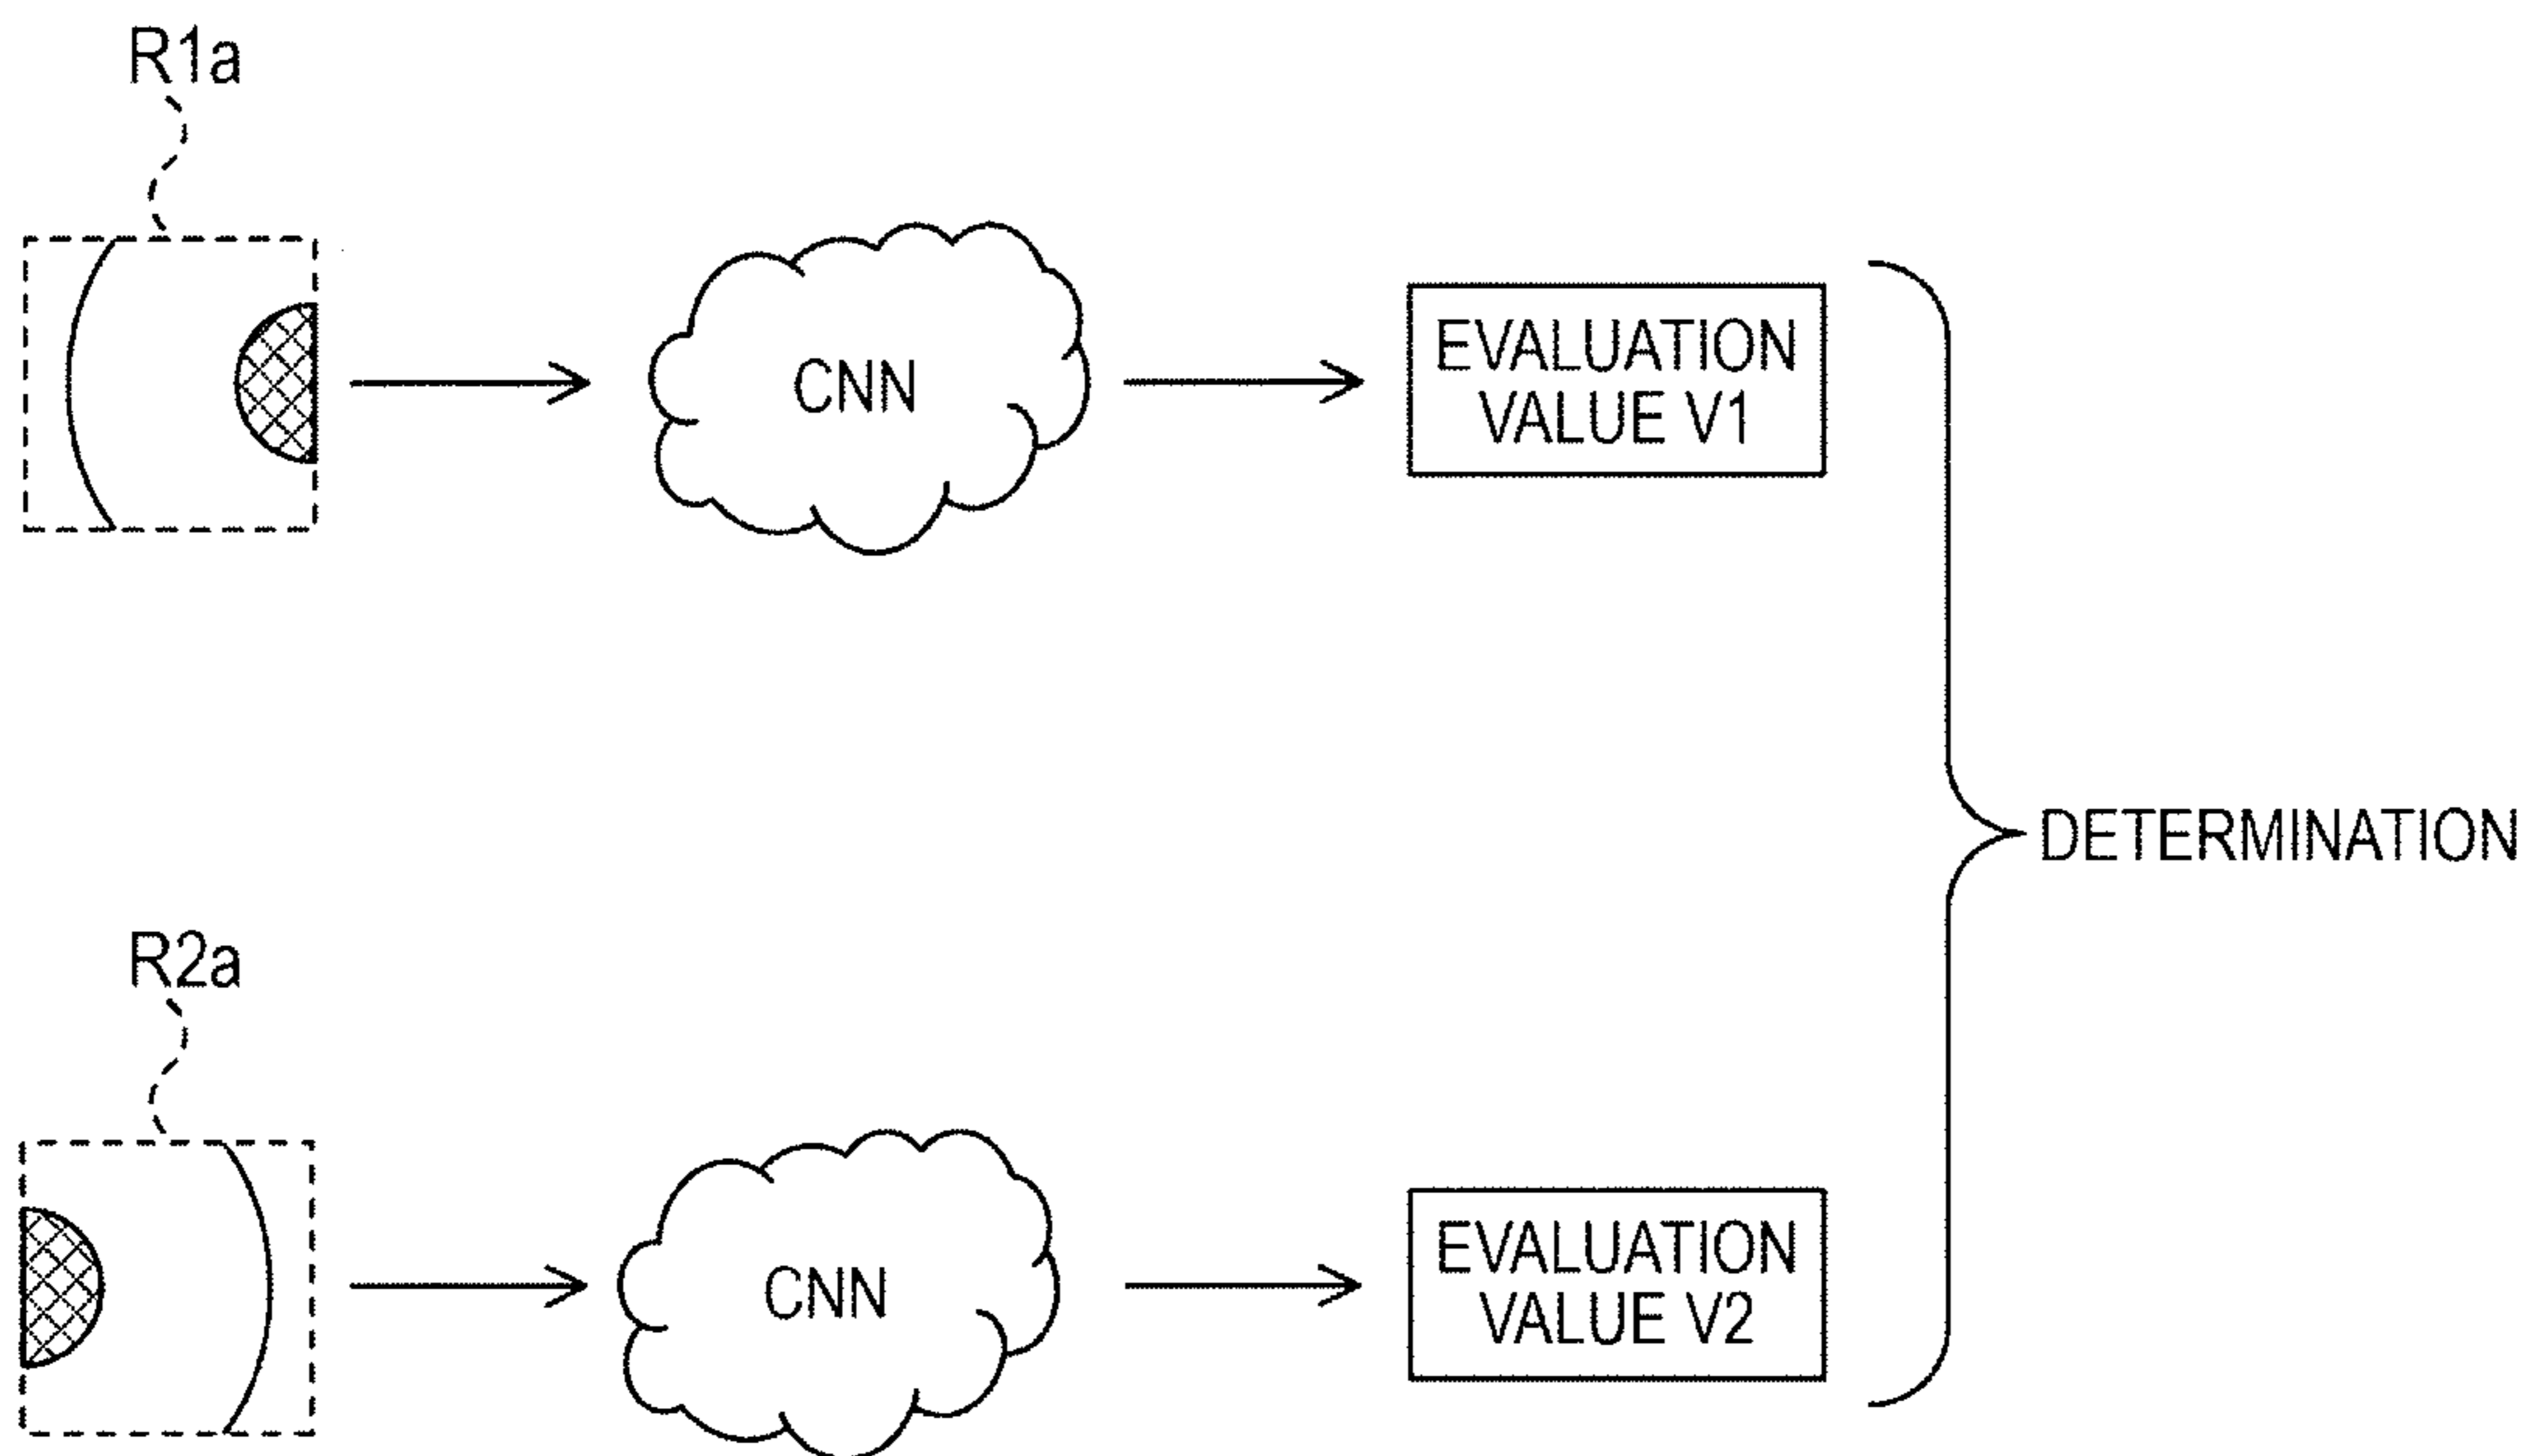 R1a
CNN
EVALUATION
VALUE V1
DETERMINATION
R2a
CNN
EVALUATION
VALUE V2